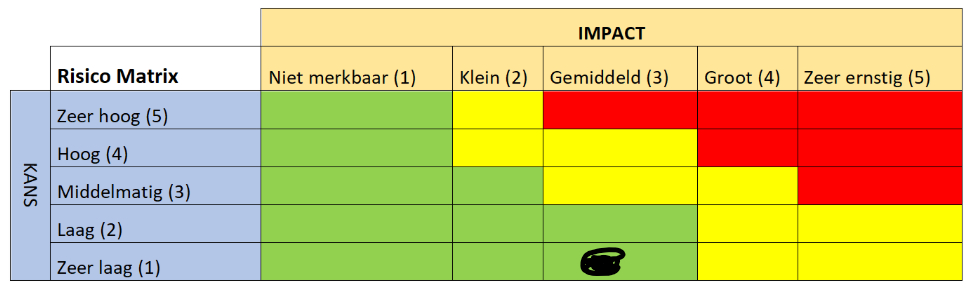 IMPACT
Risico Matrix
Niet merkbaar (1)
Klein (2)
Gemiddeld (3)
Groot (4)
Zeer ernstig (5)
KANS
Zeer hoog (5)
Hoog (4)
Middelmatig (3)
Laag (2)
Zeer laag (1)